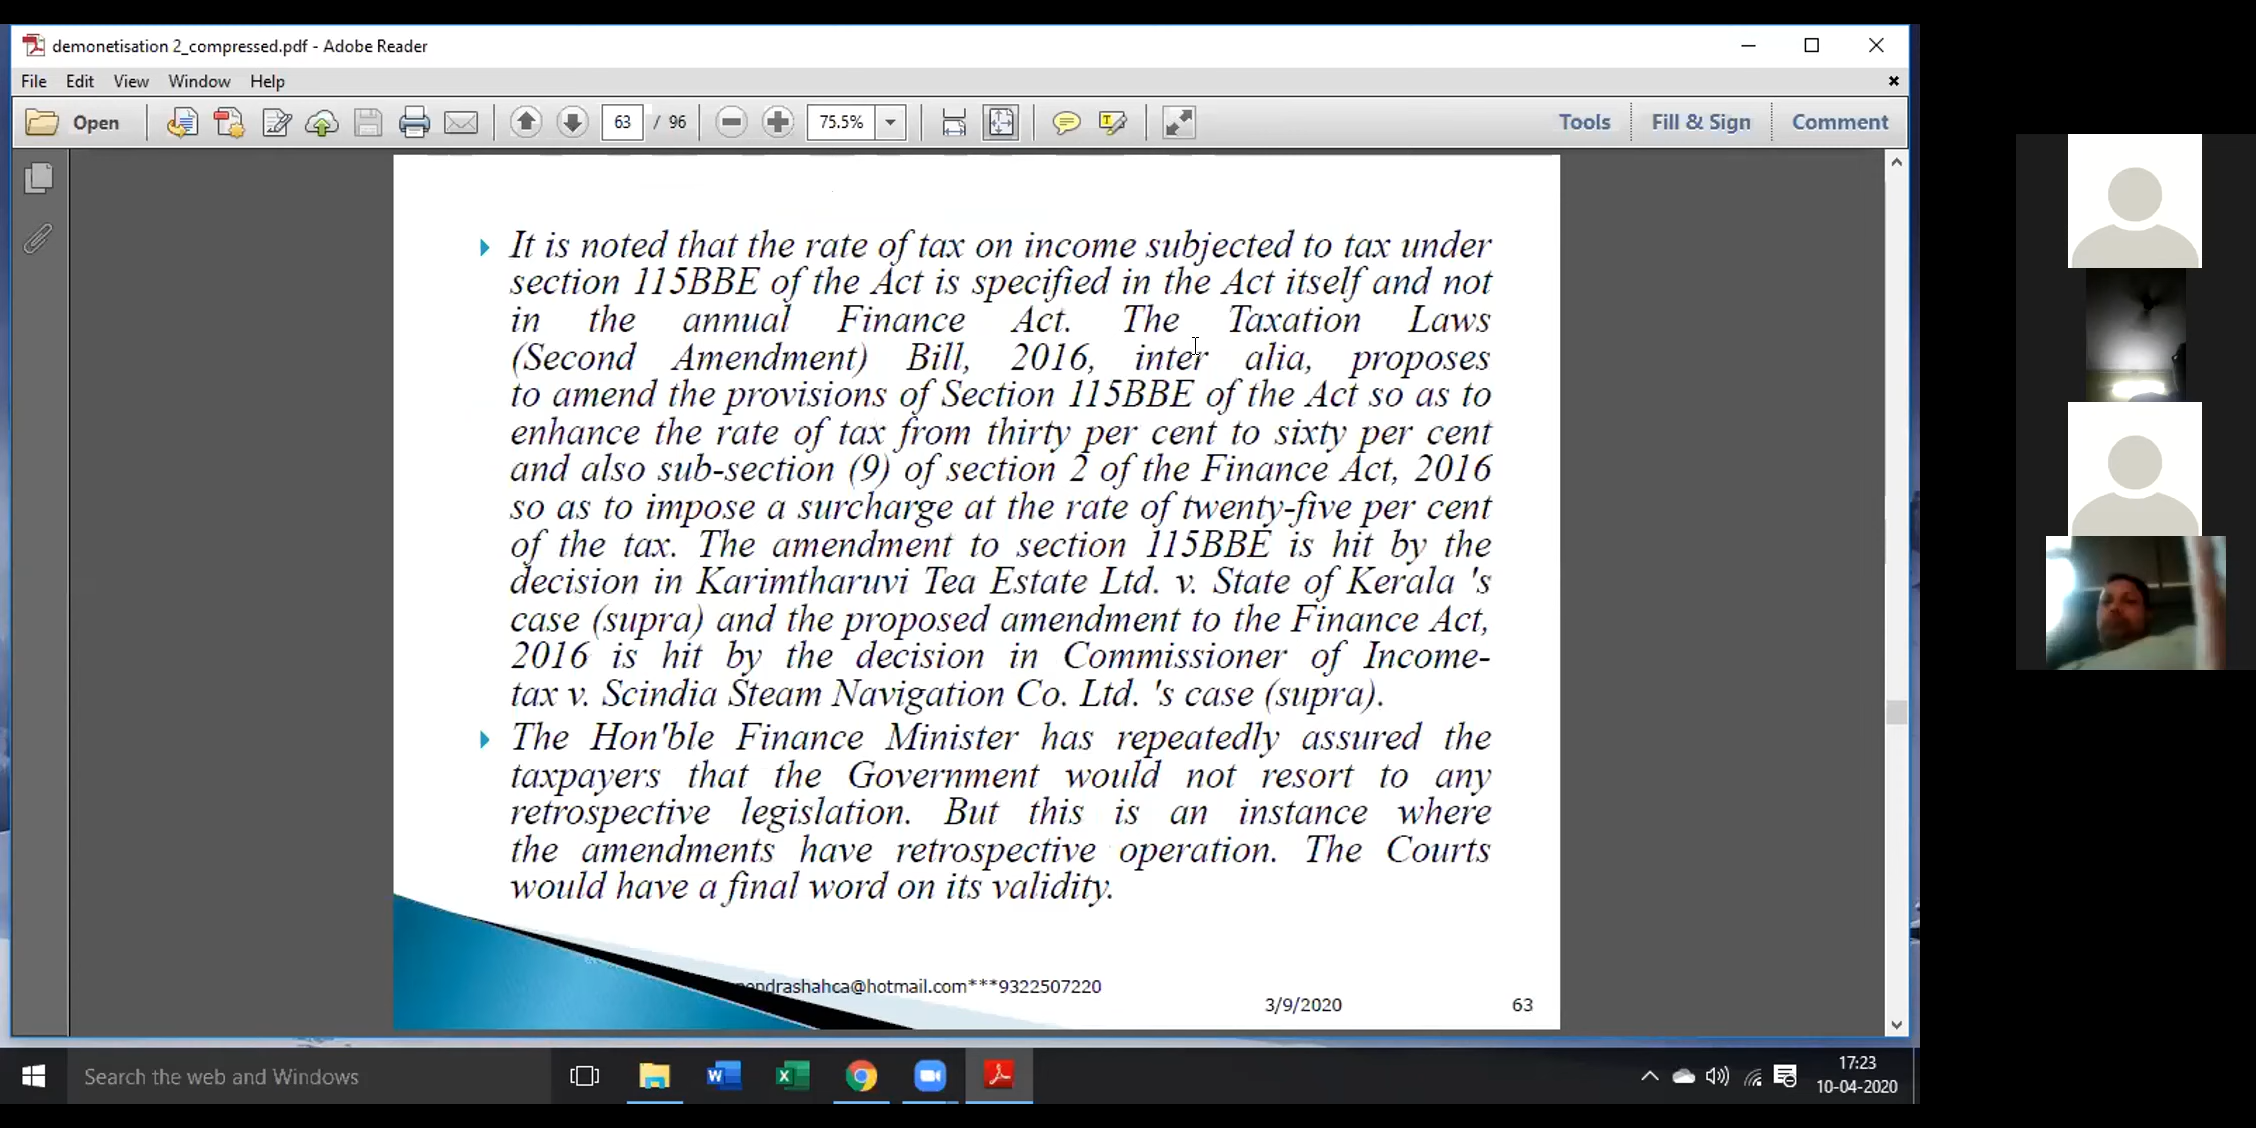 demonetisation 2_compressed.pdf - Adobe Reader
File Edit View Window Help
Open 63 / 96 75.5% Tools Fill & Sign Comment
It is noted that the rate of tax on income subjected to tax under
section 115BBE of the Act is specified in the Act itself and not
in the annual Finance Act. The Taxation Laws
(Second Amendment) Bill, 2016, inter alia, proposes
to amend the provisions of Section 115BBE of the Act so as to
enhance the rate of tax from thirty per cent to sixty per cent
and also sub-section (9) of section 2 of the Finance Act, 2016
so as to impose a surcharge at the rate of twenty-five per cent
of the tax. The amendment to section 115BBE is hit by the
decision in Karimtharuvi Tea Estate Ltd. v. State of Kerala 's
case (supra) and the proposed amendment to the Finance Act,
2016 is hit by the decision in Commissioner of Income-
tax v. Scindia Steam Navigation Co. Ltd. 's case (supra).
The Hon'ble Finance Minister has repeatedly assured the
taxpayers that the Government would not resort to any
retrospective legislation. But this is an instance where
the amendments have retrospective operation. The Courts
would have a final word on its validity.
***9322507220
3/9/2020 63
Search the web and Windows
17:23
10-04-2020